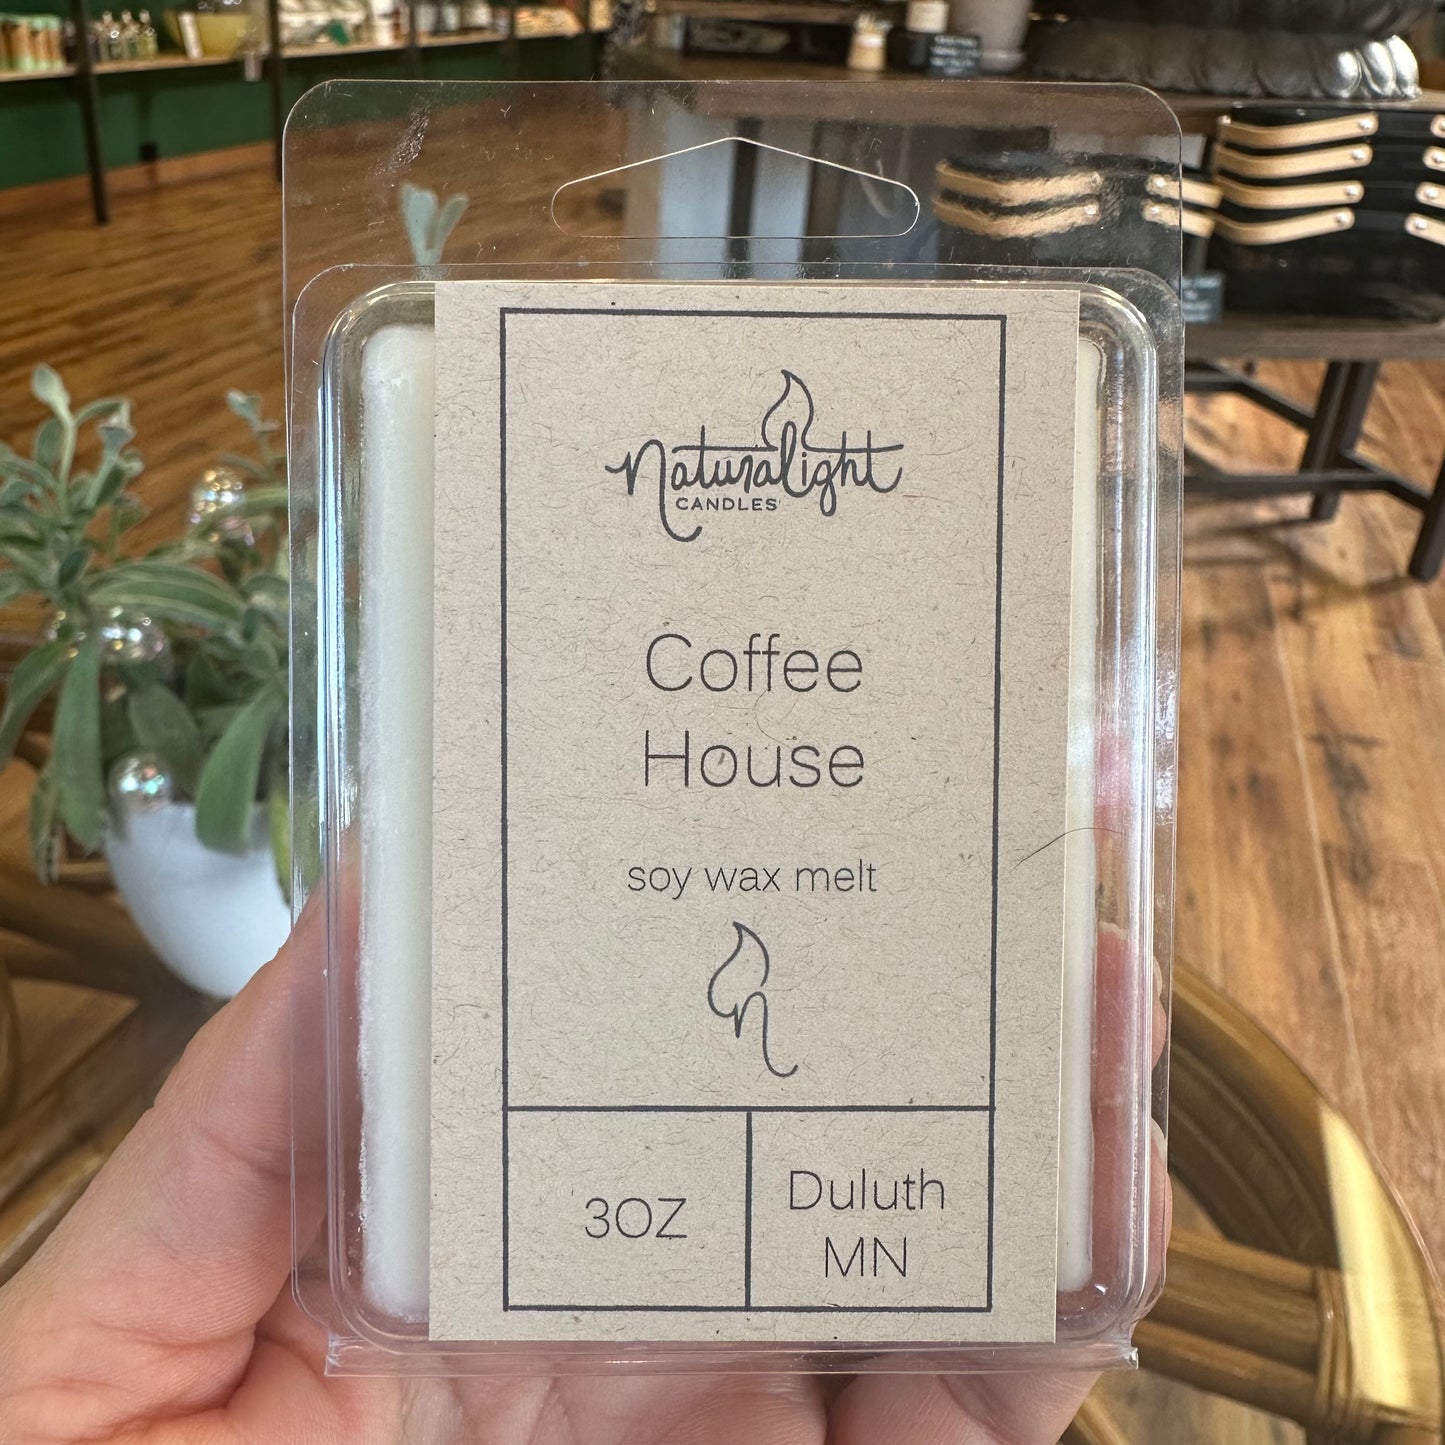 Naturalight
CANDLES
Coffee
House
soy wax melt
n
3OZ
Duluth
MN